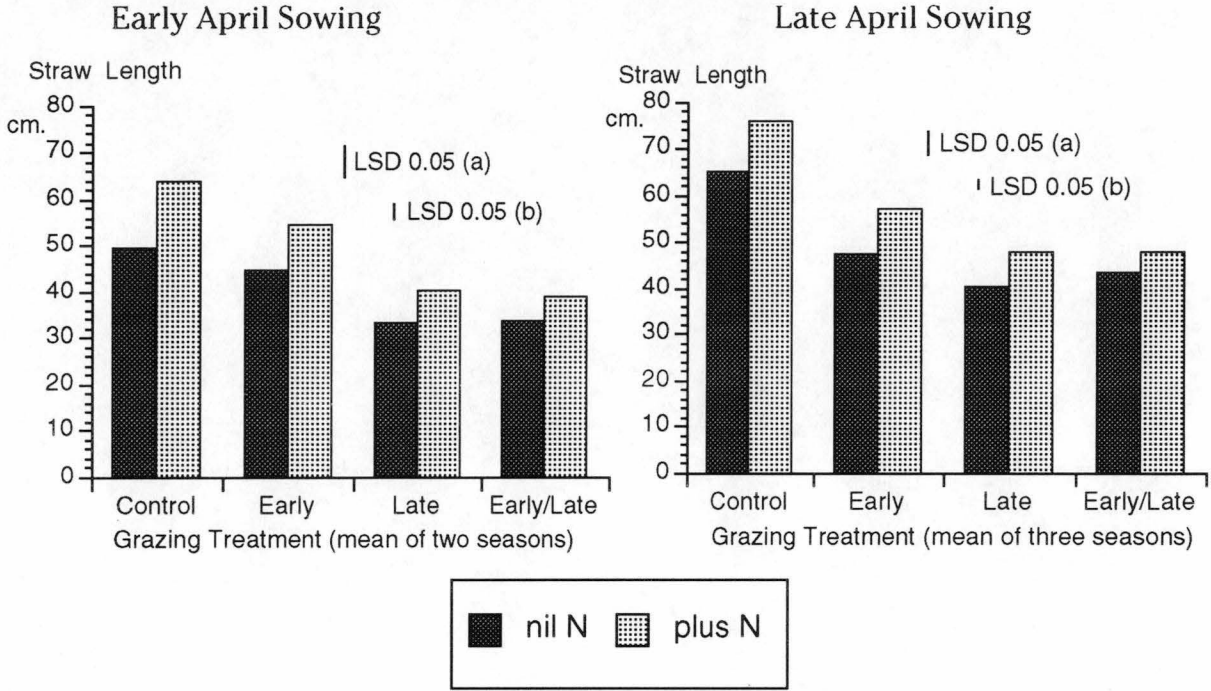 Early April Sowing
Straw Length
80
cm.
70
60
50
40
30
20
10
0
LSD 0.05 (a)
LSD 0.05 (b)
Control Early Late Early/Late
Grazing Treatment (mean of two seasons)
Late April Sowing
Straw Length
80
cm.
70
60
50
40
30
20
10
0
LSD 0.05 (a)
LSD 0.05 (b)
Control Early Late Early/Late
Grazing Treatment (mean of three seasons)
nil N plus N